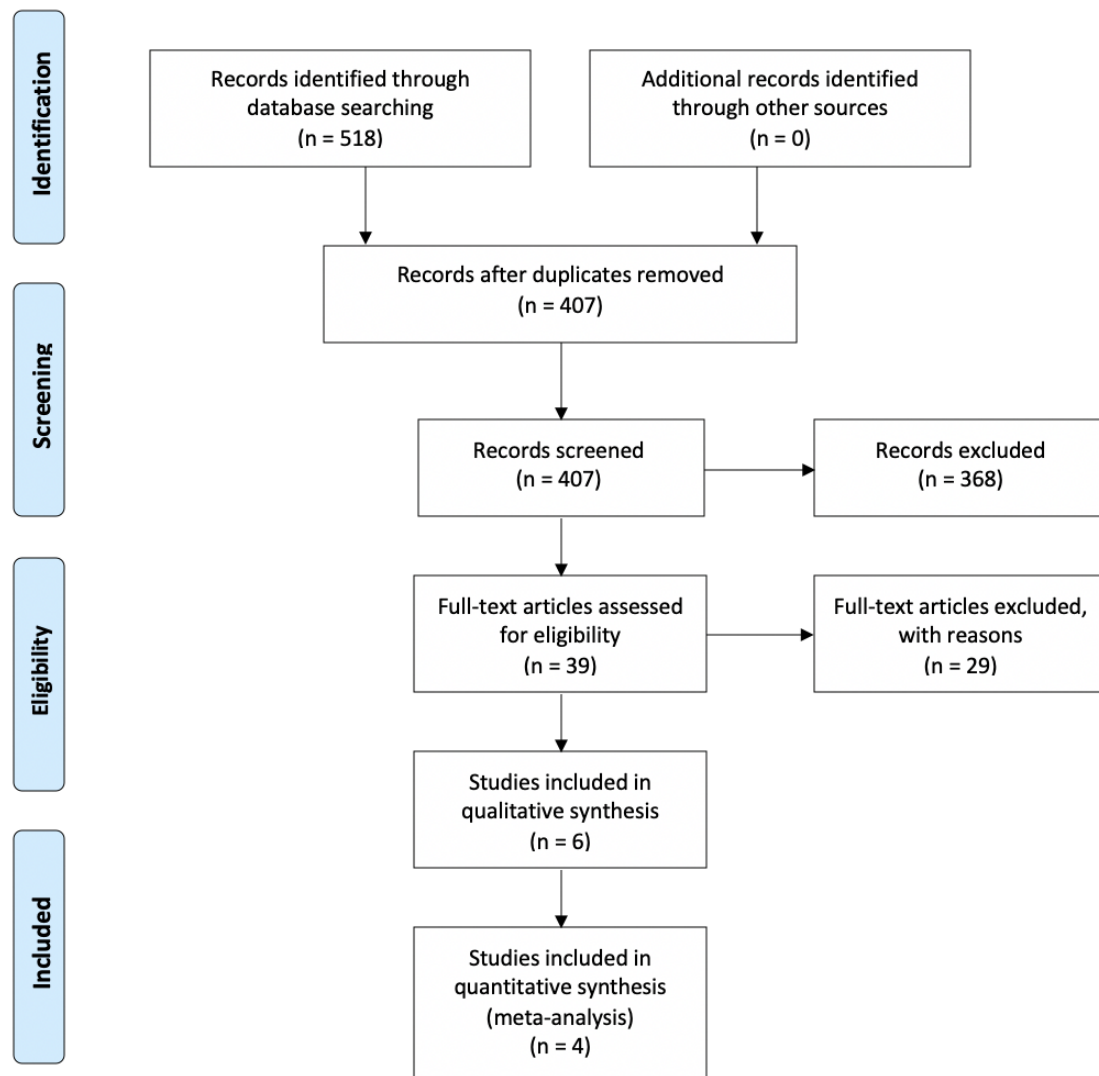 Identification
Records identified through
database searching
(n = 518)
Additional records identified
through other sources
(n = 0)
Records after duplicates removed
(n = 407)
Screening
Records screened
(n = 407)
Records excluded
(n = 368)
Eligibility
Full-text articles assessed
for eligibility
(n = 39)
Full-text articles excluded,
with reasons
(n = 29)
Studies included in
qualitative synthesis
(n = 6)
Included
Studies included in
quantitative synthesis
(meta-analysis)
(n = 4)